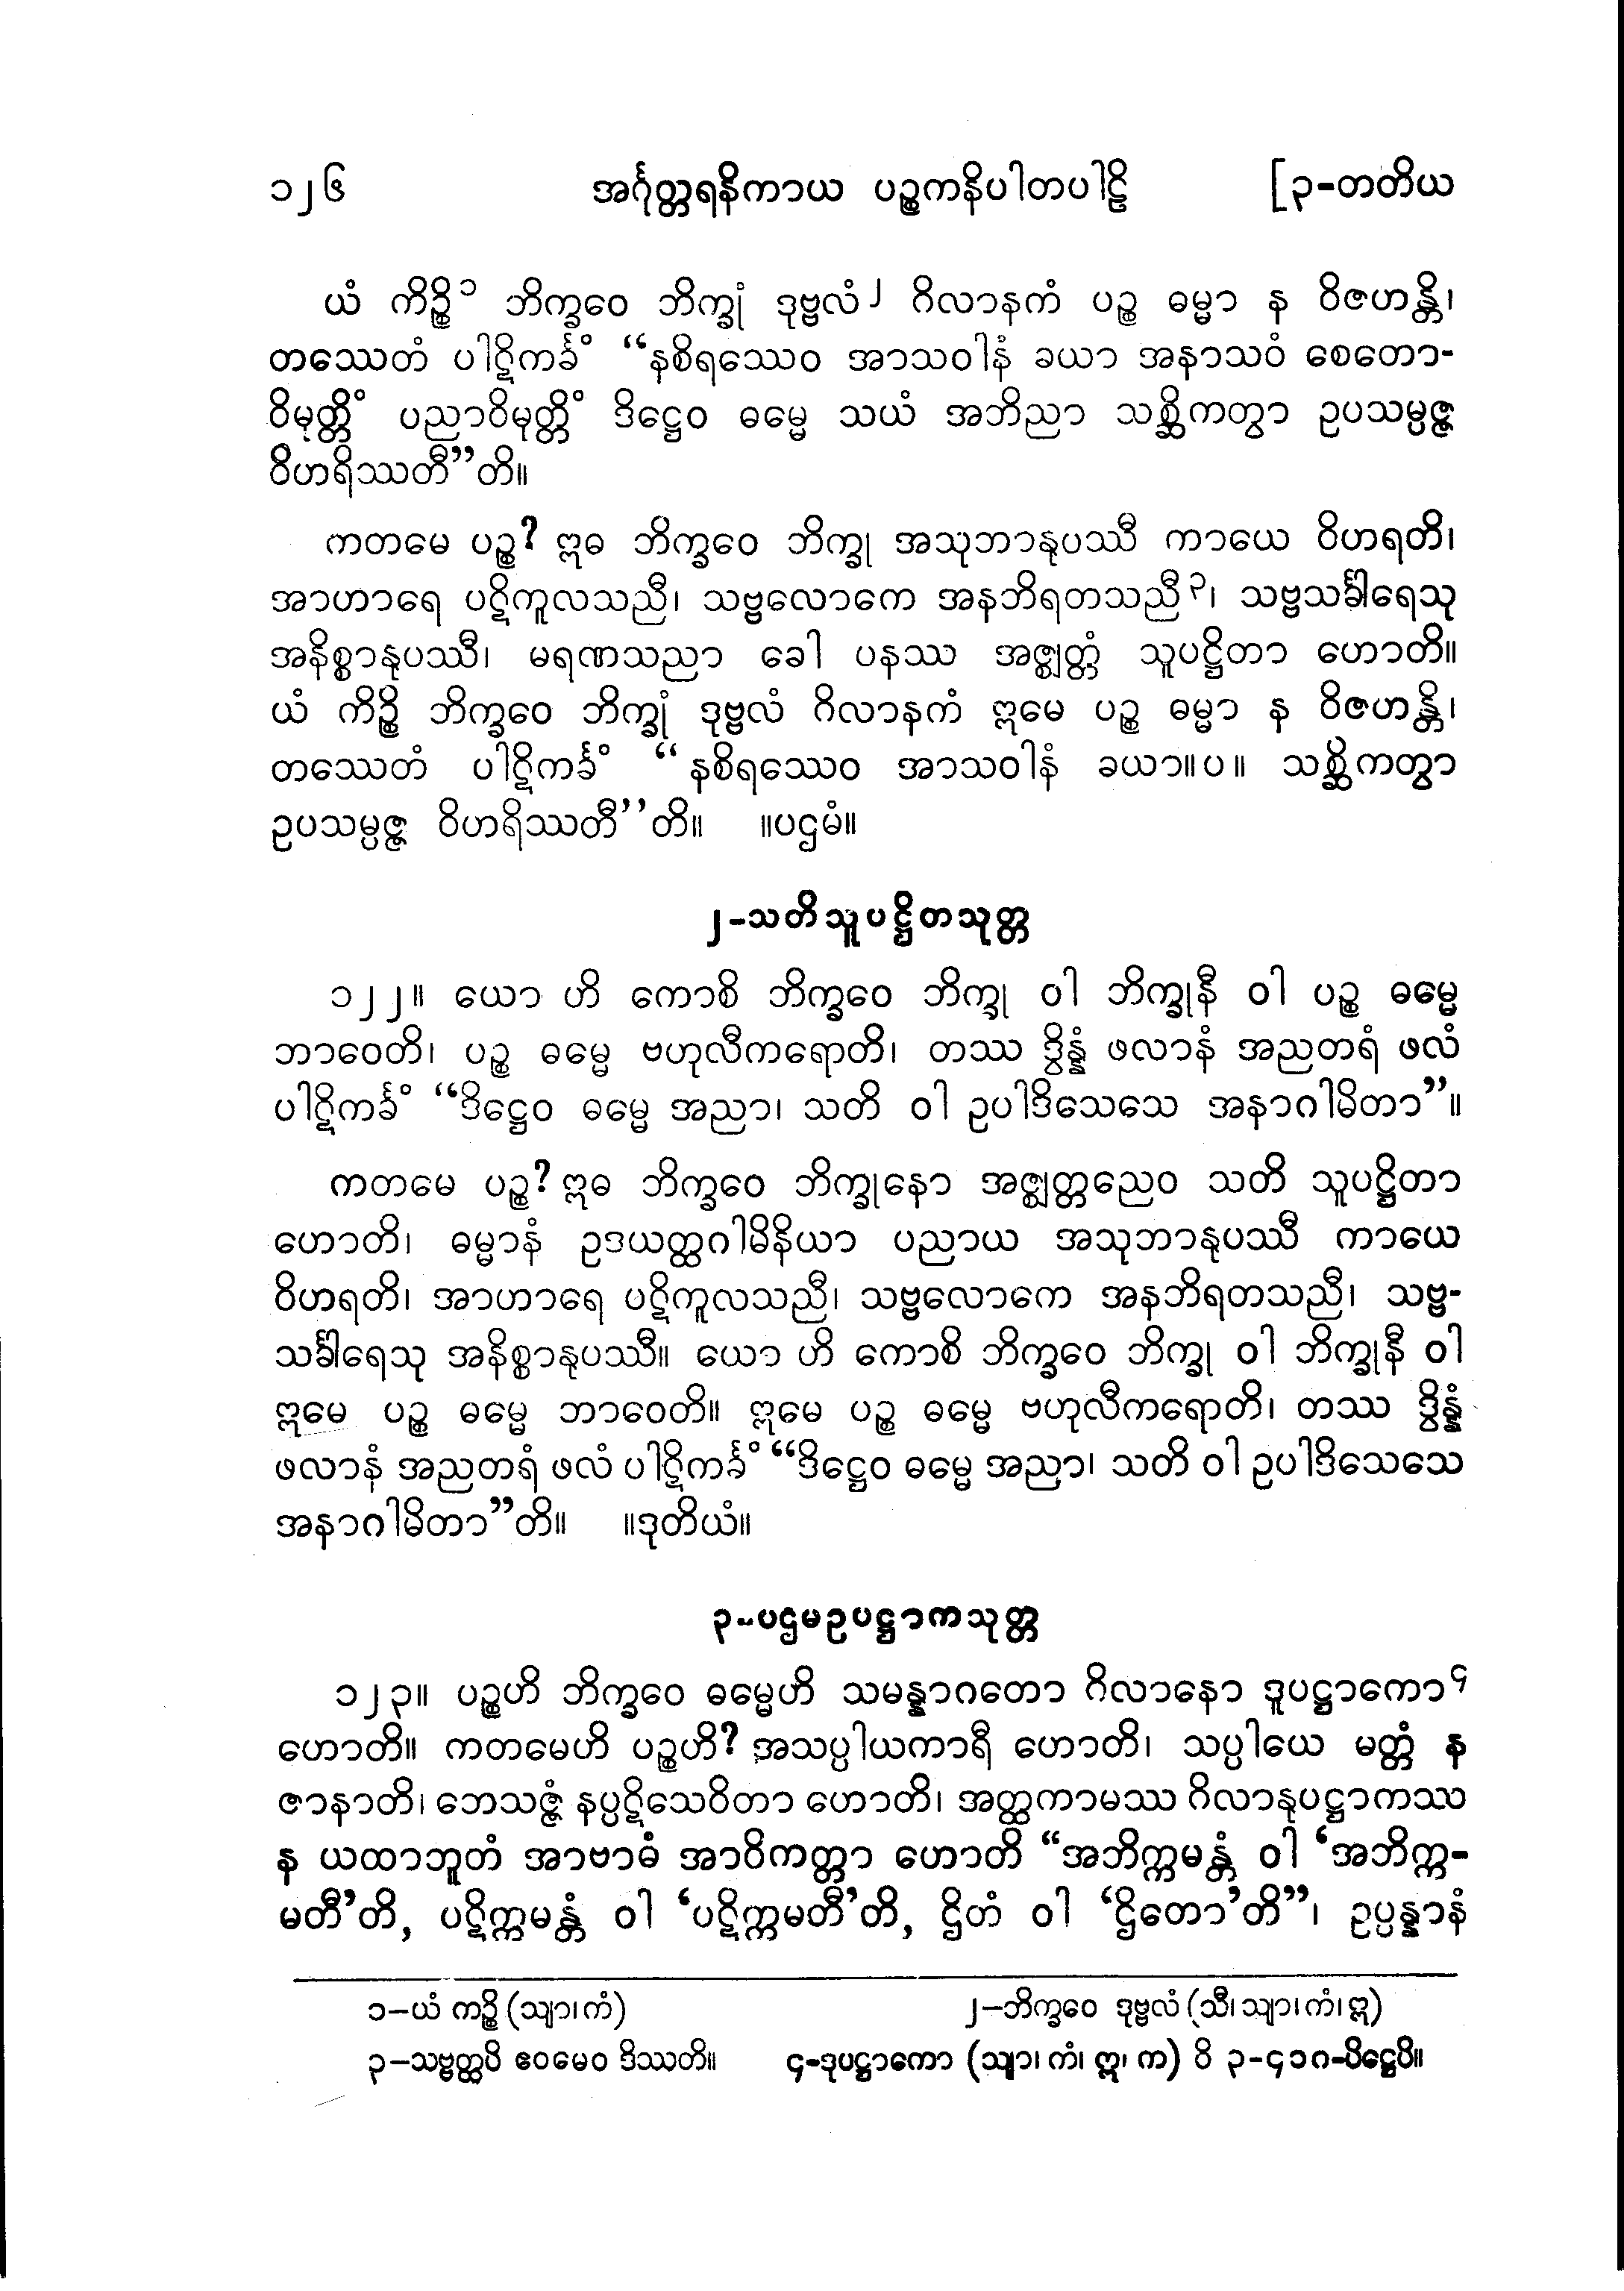 ၁၂၆ အင်္ဂုတ္တရနိကာယ ပဉ္စကနိပါတပါဠိ [၃-တတိယ
ယံ ကိဉ္စိ၁ ဘိက္ခဝေ ဘိက္ခုံ ဒုဗ္ဗလံ၂ ဂိလာနကံ ပဉ္စ ဓမ္မာ န ဝိဇဟန္တိ၊
တဿေတံ ပါဋိကင်္ခံ “နစိရဿေဝ အာသဝါနံ ခယာ အနာသဝံ စေတော-
ဝိမုတ္တိံ ပညာဝိမုတ္တိံ ဒိဋ္ဌေဝ ဓမ္မေ သယံ အဘိညာ သစ္ဆိကတွာ ဥပသမ္ပဇ္ဇ
ဝိဟရိဿတီ”တိ။
ကတမေ ပဉ္စ? ဣဓ ဘိက္ခဝေ ဘိက္ခု အသုဘာနုပဿီ ကာယေ ဝိဟရတိ၊
အာဟာရေ ပဋိကူလသညီ၊ သဗ္ဗလောကေ အနဘိရတသညီ၃၊ သဗ္ဗသင်္ခါရေသု
အနိစ္စာနုပဿီ၊ မရဏသညာ ခေါ ပနဿ အဇ္ဈတ္တံ သူပဋ္ဌိတာ ဟောတိ။
ယံ ကိဉ္စိ ဘိက္ခဝေ ဘိက္ခုံ ဒုဗ္ဗလံ ဂိလာနကံ ဣမေ ပဉ္စ ဓမ္မာ န ဝိဇဟန္တိ၊
တဿေတံ ပါဋိကင်္ခံ “နစိရဿေဝ အာသဝါနံ ခယာ။ပ။ သစ္ဆိကတွာ
ဥပသမ္ပဇ္ဇ ဝိဟရိဿတီ”တိ။ ။ပဌမံ။
၂-သတိသူပဋ္ဌိတသုတ္တ
၁၂၂။ ယော ဟိ ကောစိ ဘိက္ခဝေ ဘိက္ခု ဝါ ဘိက္ခုနီ ဝါ ပဉ္စ ဓမ္မေ
ဘာဝေတိ၊ ပဉ္စ ဓမ္မေ ဗဟုလီကရောတိ၊ တဿ ဒွိန္နံ ဖလာနံ အညတရံ ဖလံ
ပါဋိကင်္ခံ “ဒိဋ္ဌေဝ ဓမ္မေ အညာ၊ သတိ ဝါ ဥပါဒိသေသေ အနာဂါမိတာ”။
ကတမေ ပဉ္စ? ဣဓ ဘိက္ခဝေ ဘိက္ခုနော အဇ္ဈတ္တညေဝ သတိ သူပဋ္ဌိတာ
ဟောတိ၊ ဓမ္မာနံ ဥဒယတ္ထဂါမိနိယာ ပညာယ အသုဘာနုပဿီ ကာယေ
ဝိဟရတိ၊ အာဟာရေ ပဋိကူလသညီ၊ သဗ္ဗလောကေ အနဘိရတသညီ၊ သဗ္ဗ-
သင်္ခါရေသု အနိစ္စာနုပဿီ။ ယော ဟိ ကောစိ ဘိက္ခဝေ ဘိက္ခု ဝါ ဘိက္ခုနီ ဝါ
ဣမေ ပဉ္စ ဓမ္မေ ဘာဝေတိ။ ဣမေ ပဉ္စ ဓမ္မေ ဗဟုလီကရောတိ၊ တဿ ဒွိန္နံ
ဖလာနံ အညတရံ ဖလံ ပါဋိကင်္ခံ “ဒိဋ္ဌေဝ ဓမ္မေ အညာ၊ သတိ ဝါ ဥပါဒိသေသေ
အနာဂါမိတာ”တိ။ ။ဒုတိယံ။
၃-ပဌမဥပဋ္ဌာကသုတ္တ
၁၂၃။ ပဉ္စဟိ ဘိက္ခဝေ ဓမ္မေဟိ သမန္နာဂတော ဂိလာနော ဒူပဋ္ဌာကော၄
ဟောတိ။ ကတမေဟိ ပဉ္စဟိ? အသပ္ပါယကာရီ ဟောတိ၊ သပ္ပါယေ မတ္တံ န
ဇာနာတိ၊ ဘေသဇ္ဇံ နပ္ပဋိသေဝိတာ ဟောတိ၊ အတ္ထကာမဿ ဂိလာနုပဋ္ဌာကဿ
န ယထာဘူတံ အာဗာဓံ အာဝိကတ္တာ ဟောတိ “အဘိက္ကမန္တံ ဝါ ‘အဘိက္က-
မတီ’တိ, ပဋိက္ကမန္တံ ဝါ ‘ပဋိက္ကမတီ’တိ, ဌိတံ ဝါ ‘ဌိတော’တိ”၊ ဥပ္ပန္နာနံ
၁–ယံ ကဉ္စိ (သျာ၊ကံ) ၂–ဘိက္ခဝေ ဒုဗ္ဗလံ (သီ၊သျာ၊ကံ၊ဣ)
၃–သဗ္ဗတ္ထပိ ဧဝမေဝ ဒိဿတိ။ ၄-ဒုပဋ္ဌာကော (သျာ၊ ကံ၊ ဣ၊ က) ဝိ ၃-၄၁၈-ပိဋ္ဌေပိ။